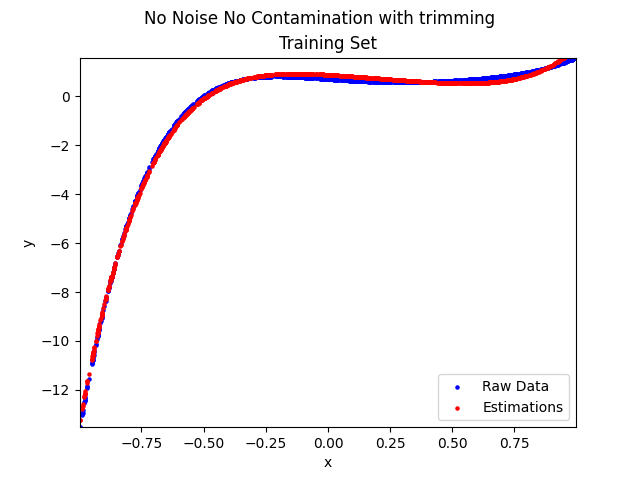 No Noise No Contamination with trimming
Training Set
y
0
−2
−4
−6
−8
−10
−12
−0.75 −0.50 −0.25 0.00 0.25 0.50 0.75
x
Raw Data
Estimations